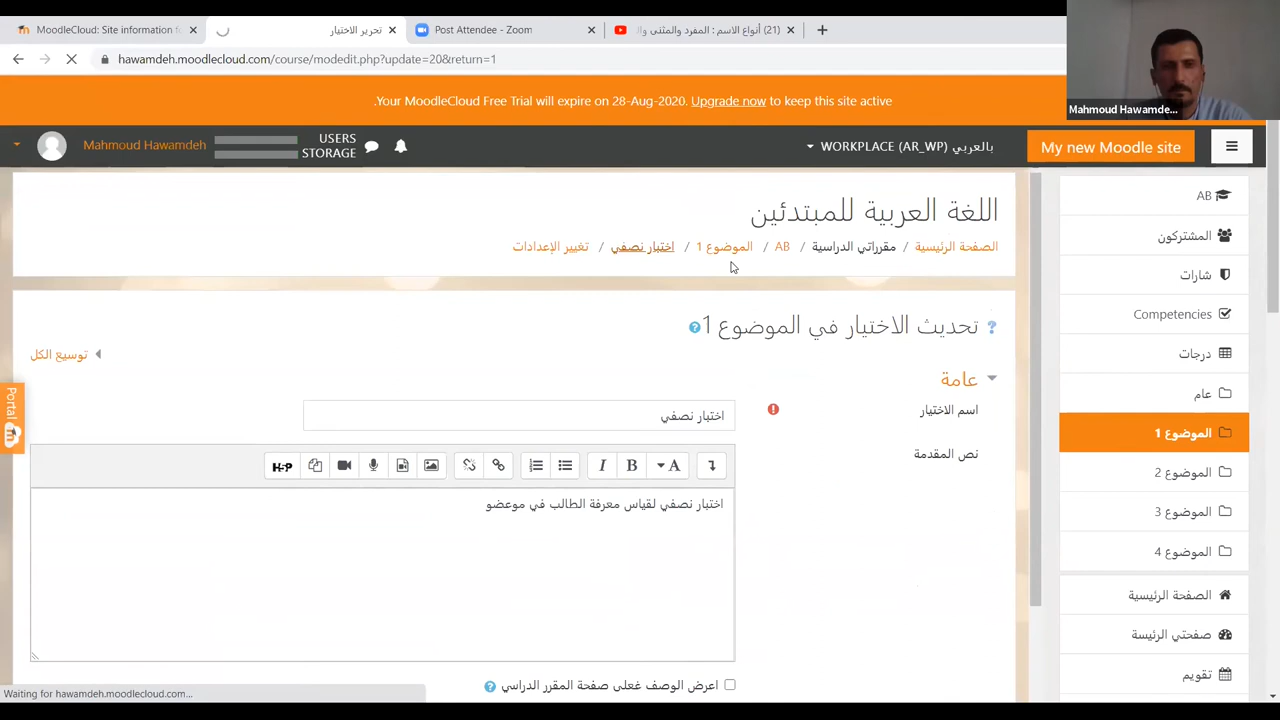 MoodleCloud: Site information f
تحرير الاختبار
Post Attendee - Zoom
(21) أنواع الاسم : المفرد والمثنى وال
hawamdeh.moodlecloud.com/course/modedit.php?update=20&return=1
Mahmoud Hawamde...
.Your MoodleCloud Free Trial will expire on 28-Aug-2020. Upgrade now to keep this site active
Mahmoud Hawamdeh
USERS
STORAGE
بالعربي WORKPLACE (AR_WP)
My new Moodle site
اللغة العربية للمبتدئين
الصفحة الرئيسية / مقرراتي الدراسية / AB / الموضوع 1 / اختبار نصفي / تغيير الإعدادات
تحديث الاختيار في الموضوع 1
توسيع الكل
عامة
اسم الاختيار
اختبار نصفي
نص المقدمة
H-P
A
B
I
اختبار نصفي لقياس معرفة الطالب في موعضو
اعرض الوصف غعلى صفحة المقرر الدراسي
AB
المشتركون
شارات
Competencies
درجات
عام
الموضوع 1
الموضوع 2
الموضوع 3
الموضوع 4
الصفحة الرئيسية
صفحتي الرئيسة
تقويم
Portal
Waiting for hawamdeh.moodlecloud.com...